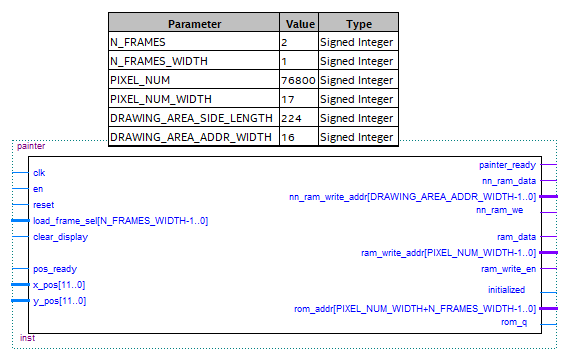 Parameter Value Type
N_FRAMES 2 Signed Integer
N_FRAMES_WIDTH 1 Signed Integer
PIXEL_NUM 76800 Signed Integer
PIXEL_NUM_WIDTH 17 Signed Integer
DRAWING_AREA_SIDE_LENGTH 224 Signed Integer
DRAWING_AREA_ADDR_WIDTH 16 Signed Integer
painter
clk
en
reset
load_frame_sel[N_FRAMES_WIDTH-1..0]
clear_display
pos_ready
x_pos[11..0]
y_pos[11..0]
painter_ready
nn_ram_data
nn_ram_write_addr[DRAWING_AREA_ADDR_WIDTH-1..0]
nn_ram_we
ram_data
ram_write_addr[PIXEL_NUM_WIDTH-1..0]
ram_write_en
initialized
rom_addr[PIXEL_NUM_WIDTH+N_FRAMES_WIDTH-1..0]
rom_q
inst